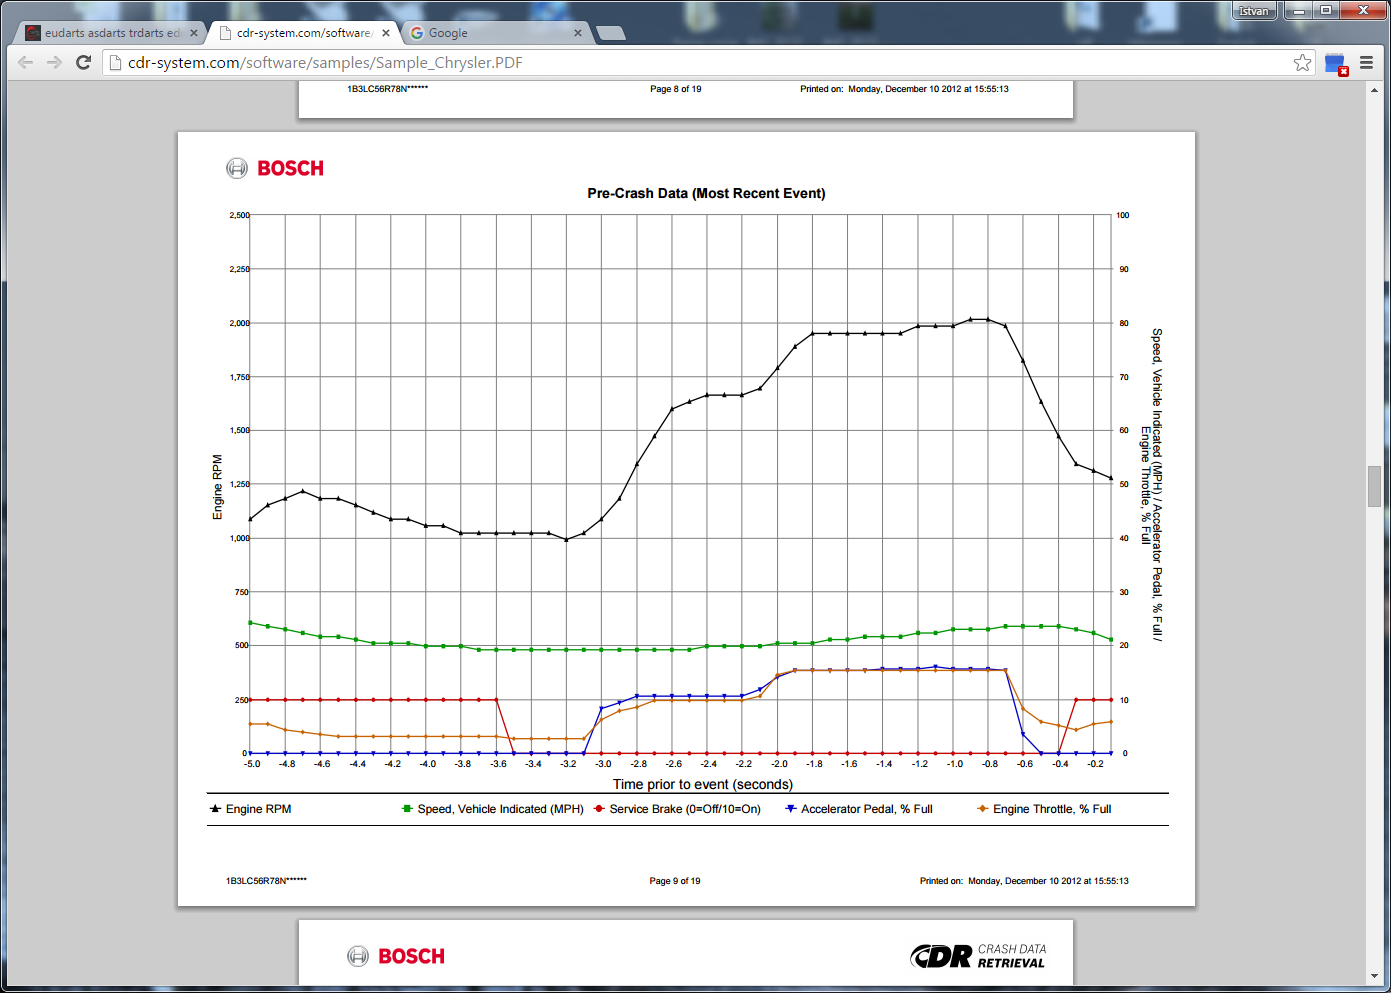 Istvan
eudarts asdarts trdarts ed
cdr-system.com/software/
Google
cdr-system.com/software/samples/Sample_Chrysler.PDF
1B3LC56R78N****** Page 8 of 19 Printed on: Monday, December 10 2012 at 15:55:13
BOSCH
Pre-Crash Data (Most Recent Event)
2,500
2,250
2,000
1,750
1,500
1,250
1,000
750
500
250
0
Engine RPM
100
90
80
70
60
50
40
30
20
10
0
Speed, Vehicle Indicated (MPH) / Accelerator Pedal, % Full /
Engine Throttle, % Full
-5.0 -4.8 -4.6 -4.4 -4.2 -4.0 -3.8 -3.6 -3.4 -3.2 -3.0 -2.8 -2.6 -2.4 -2.2 -2.0 -1.8 -1.6 -1.4 -1.2 -1.0 -0.8 -0.6 -0.4 -0.2
Time prior to event (seconds)
Engine RPM Speed, Vehicle Indicated (MPH) Service Brake (0=Off/10=On) Accelerator Pedal, % Full Engine Throttle, % Full
1B3LC56R78N****** Page 9 of 19 Printed on: Monday, December 10 2012 at 15:55:13
BOSCH
CDR CRASH DATA
RETRIEVAL